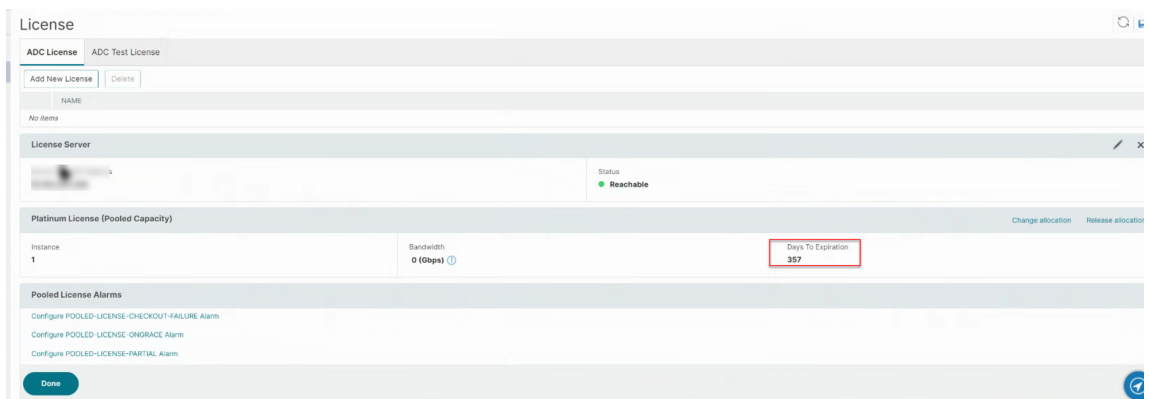 License
ADC License ADC Test License
Add New License Delete
NAME
No items
License Server
Status
Reachable
Platinum License (Pooled Capacity) Change allocation Release allocation
Instance Bandwidth Days To Expiration
1 0 (Gbps) 357
Pooled License Alarms
Configure POOLED-LICENSE-CHECKOUT-FAILURE Alarm
Configure POOLED-LICENSE-ONGRACE Alarm
Configure POOLED-LICENSE-PARTIAL Alarm
Done